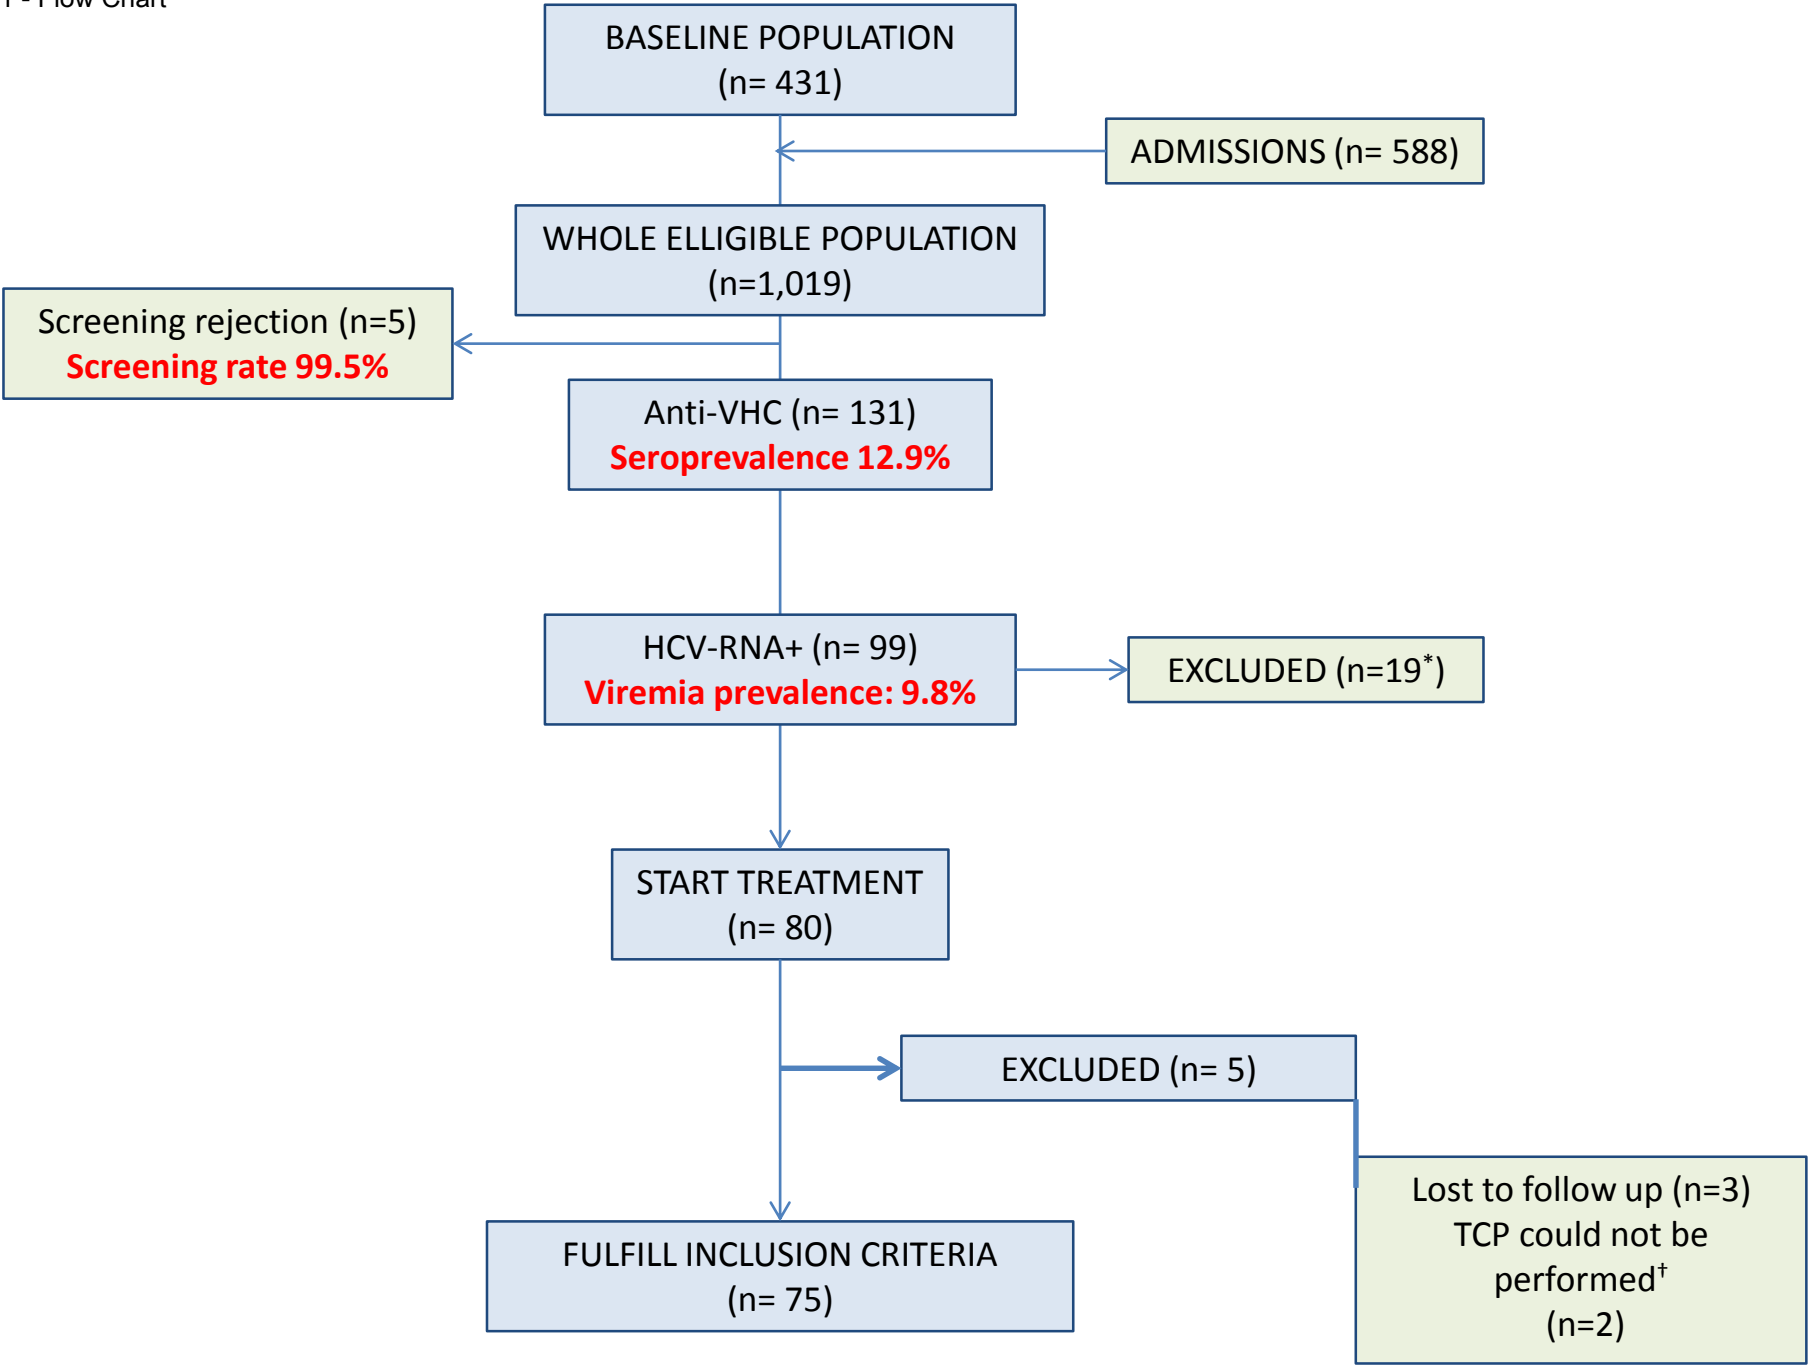 - Flow Chart
BASELINE POPULATION
(n= 431)
ADMISSIONS (n= 588)
WHOLE ELLIGIBLE POPULATION
(n=1,019)
Screening rejection (n=5)
Screening rate 99.5%
Anti-VHC (n= 131)
Seroprevalence 12.9%
HCV-RNA+ (n= 99)
Viremia prevalence: 9.8%
EXCLUDED (n=19*)
START TREATMENT
(n= 80)
EXCLUDED (n= 5)
Lost to follow up (n=3)
TCP could not be
performed†
(n=2)
FULFILL INCLUSION CRITERIA
(n= 75)